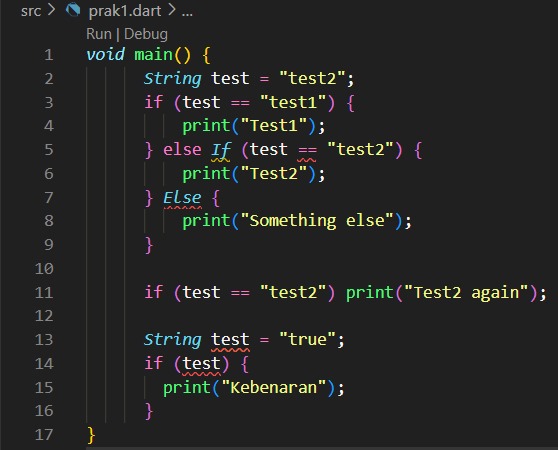 src > prak1.dart > ...
Run | Debug
1 void main() {
2 String test = "test2";
3 if (test == "test1") {
4 print("Test1");
5 } else If (test == "test2") {
6 print("Test2");
7 } Else {
8 print("Something else");
9 }
10
11 if (test == "test2") print("Test2 again");
12
13 String test = "true";
14 if (test) {
15 print("Kebenaran");
16 }
17 }